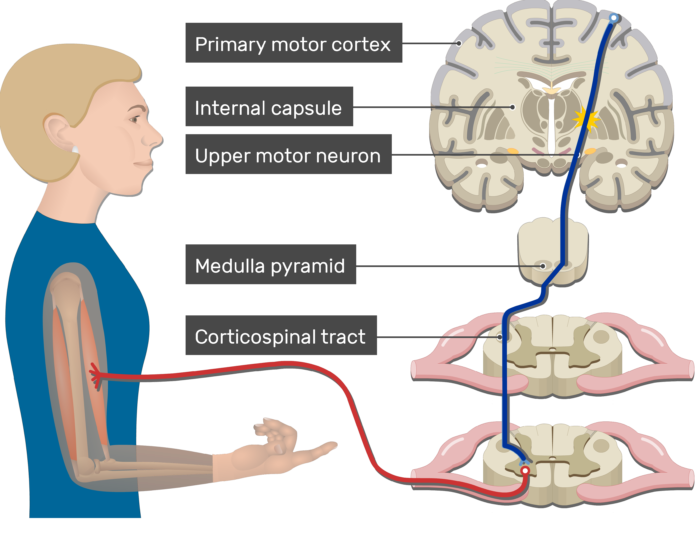 Primary motor cortex
Internal capsule
Upper motor neuron
Medulla pyramid
Corticospinal tract